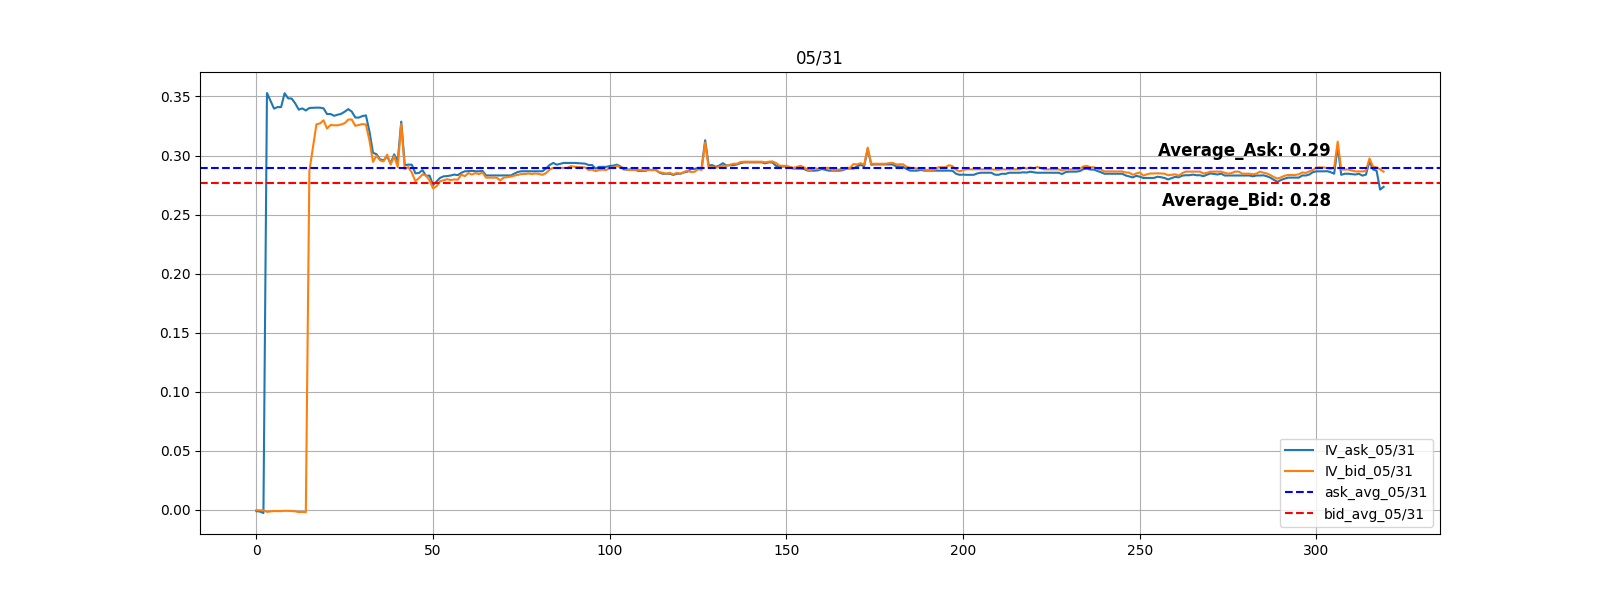 05/31
0.35
0.30
0.25
0.20
0.15
0.10
0.05
0.00
Average_Ask: 0.29
Average_Bid: 0.28
IV_ask_05/31
IV_bid_05/31
ask_avg_05/31
bid_avg_05/31
0 50 100 150 200 250 300